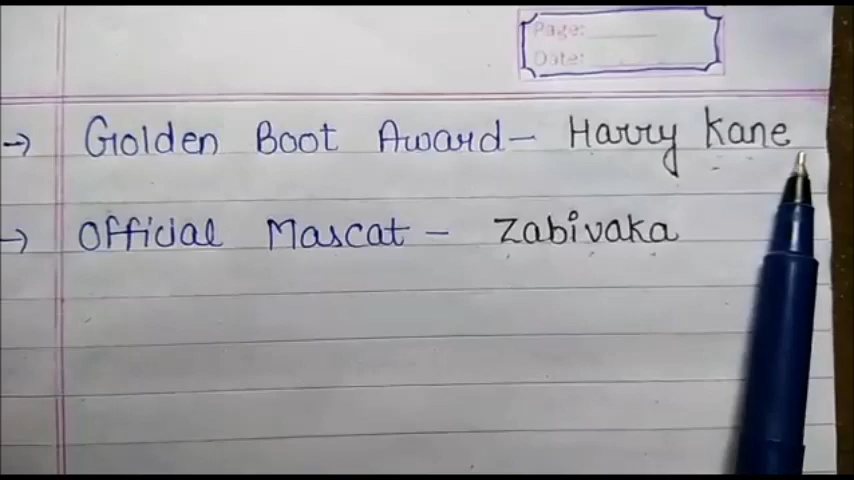 Page:
Date:
→ Golden Boot Award - Harry Kane
→ Official Mascat - Zabivaka